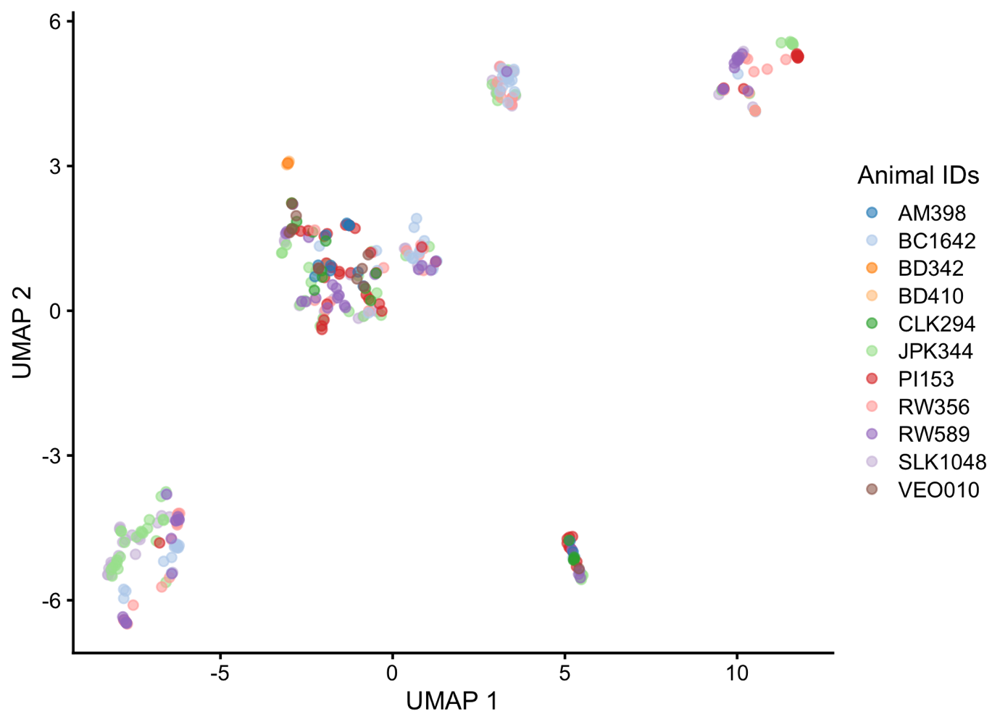 6
3
0
-3
-6
UMAP 2
-5
0
5
10
UMAP 1
Animal IDs
AM398
BC1642
BD342
BD410
CLK294
JPK344
PI153
RW356
RW589
SLK1048
VEO010